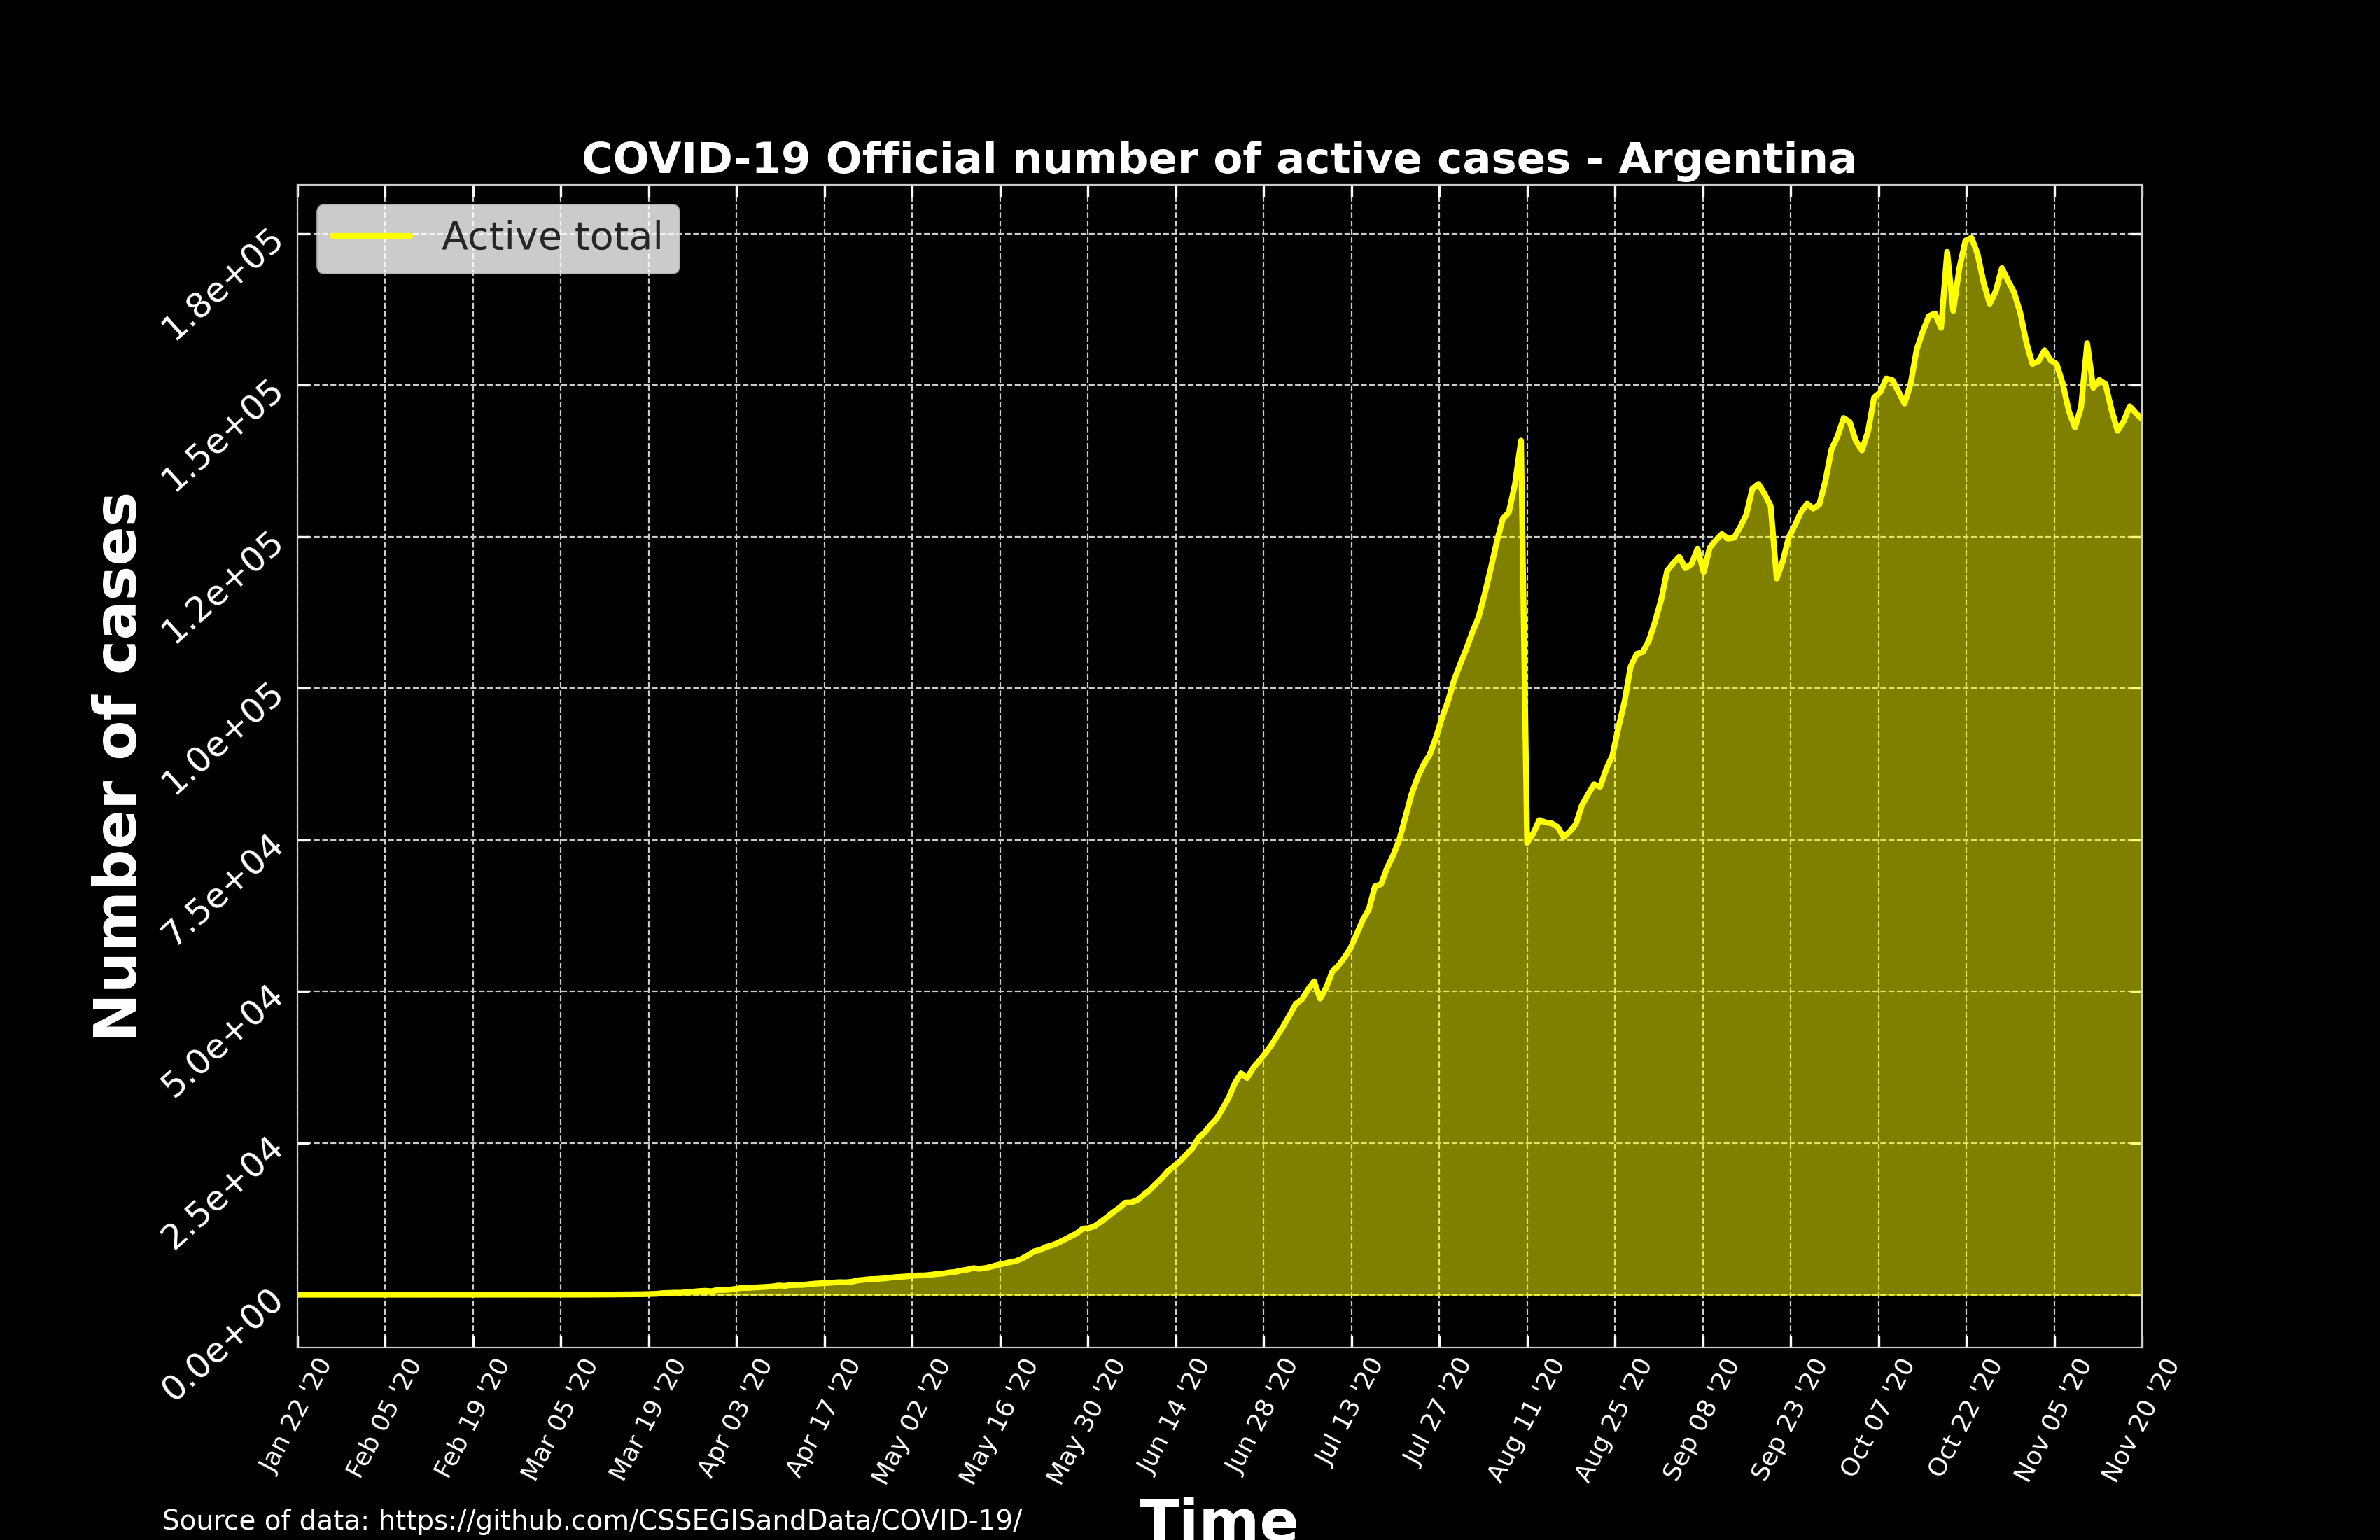 COVID-19 Official number of active cases - Argentina
Active total
Number of cases
1.8e+05
1.5e+05
1.2e+05
1.0e+05
7.5e+04
5.0e+04
2.5e+04
0.0e+00
Jan 22 '20
Feb 05 '20
Feb 19 '20
Mar 05 '20
Mar 19 '20
Apr 03 '20
Apr 17 '20
May 02 '20
May 16 '20
May 30 '20
Jun 14 '20
Jun 28 '20
Jul 13 '20
Jul 27 '20
Aug 11 '20
Aug 25 '20
Sep 08 '20
Sep 23 '20
Oct 07 '20
Oct 22 '20
Nov 05 '20
Nov 20 '20
Time
Source of data: https://github.com/CSSEGISandData/COVID-19/